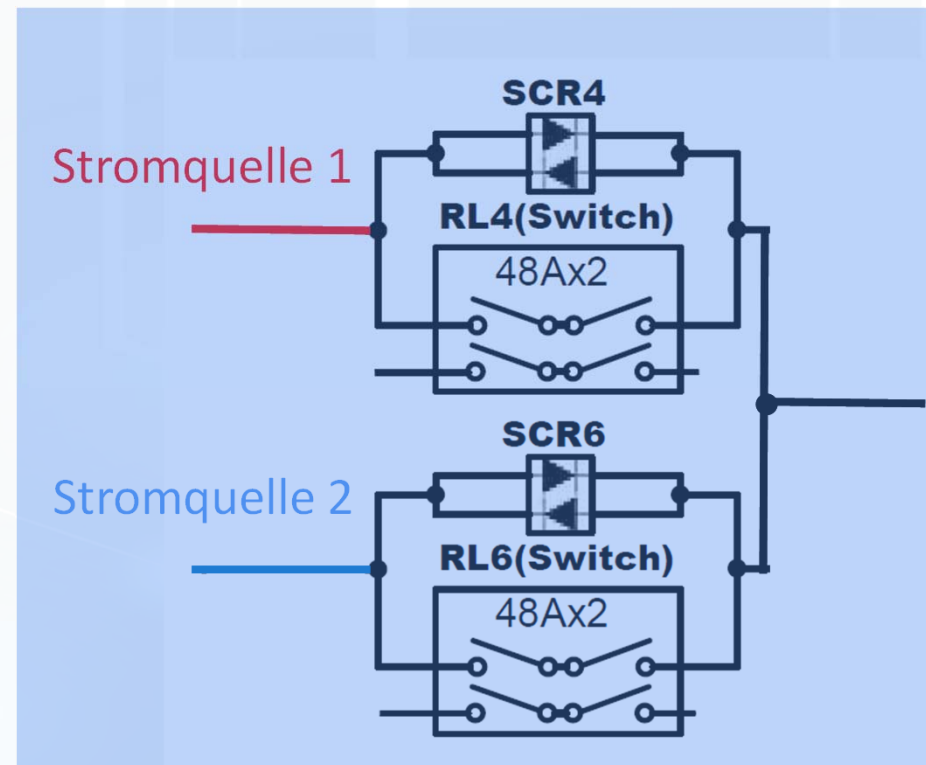 SCR4
Stromquelle 1
RL4(Switch)
48Ax2
SCR6
Stromquelle 2
RL6(Switch)
48Ax2